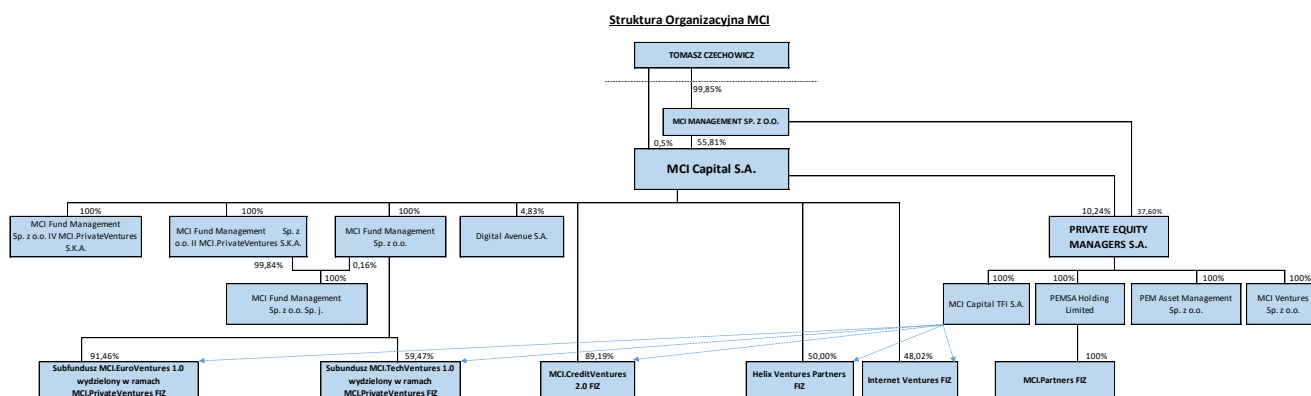 Struktura Organizacyjna MCI
TOMASZ CZECHOWICZ
99,85%
MCI MANAGEMENT SP. Z O.O.
0,5%
55,81%
MCI Capital S.A.
100%
100%
100%
4,83%
10,24%
37,60%
MCI Fund Management
Sp. z o.o. IV MCI.PrivateVentures
S.K.A.
MCI Fund Management Sp. z
o.o. II MCI.PrivateVentures S.K.A.
MCI Fund Management
Sp. z o.o.
Digital Avenue S.A.
PRIVATE EQUITY
MANAGERS S.A.
99,84%
0,16%
100%
MCI Fund Management
Sp. z o.o. Sp. j.
100%
100%
100%
100%
MCI Capital TFI S.A.
PEMSA Holding
Limited
PEM Asset Management
Sp. z o.o.
MCI Ventures
Sp. z o.o.
91,46%
59,47%
89,19%
50,00%
48,02%
100%
Subfundusz MCI.EuroVentures 1.0
wydzielony w ramach
MCI.PrivateVentures FIZ
Subundusz MCI.TechVentures 1.0
wydzielony w ramach
MCI.PrivateVentures FIZ
MCI.CreditVentures
2.0 FIZ
Helix Ventures Partners
FIZ
Internet Ventures FIZ
MCI.Partners FIZ